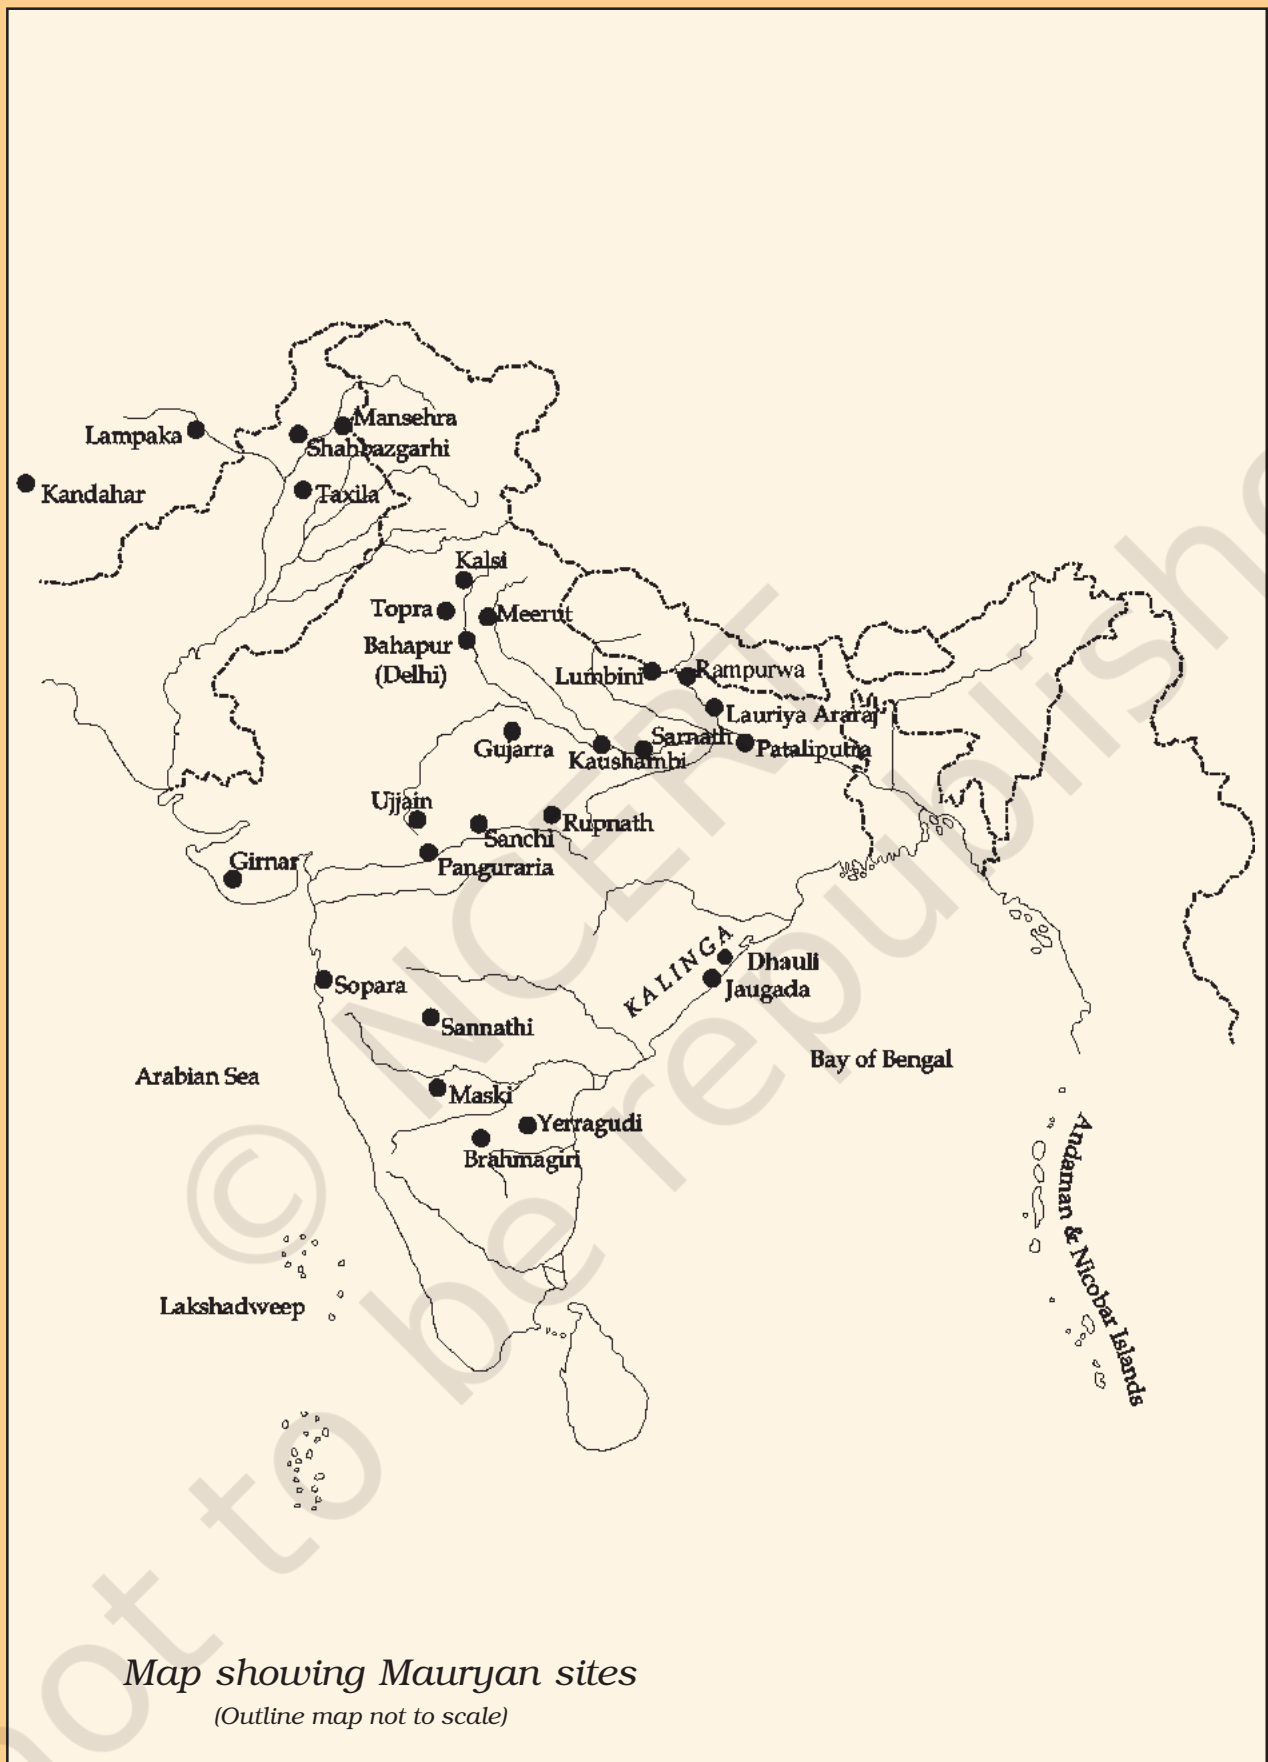 Mansehra
Lampaka
Shahbazgarhi
Kandahar
Taxila
Kalsi
Topra
Meerut
Bahapur
(Delhi)
Lumbini
Rampurwa
Lauriya Araraj
Sarnath
Gujarra
Kaushambi
Pataliputra
Ujjain
Rupnath
Sanchi
Girnar
Panguraria
KALINGA
Dhauli
Sopara
Jaugada
Sannathi
Bay of Bengal
Arabian Sea
Maski
Yerragudi
Brahmagiri
Andaman & Nicobar Islands
Lakshadweep
© NCERT
not to be republishe
Map showing Mauryan sites
(Outline map not to scale)